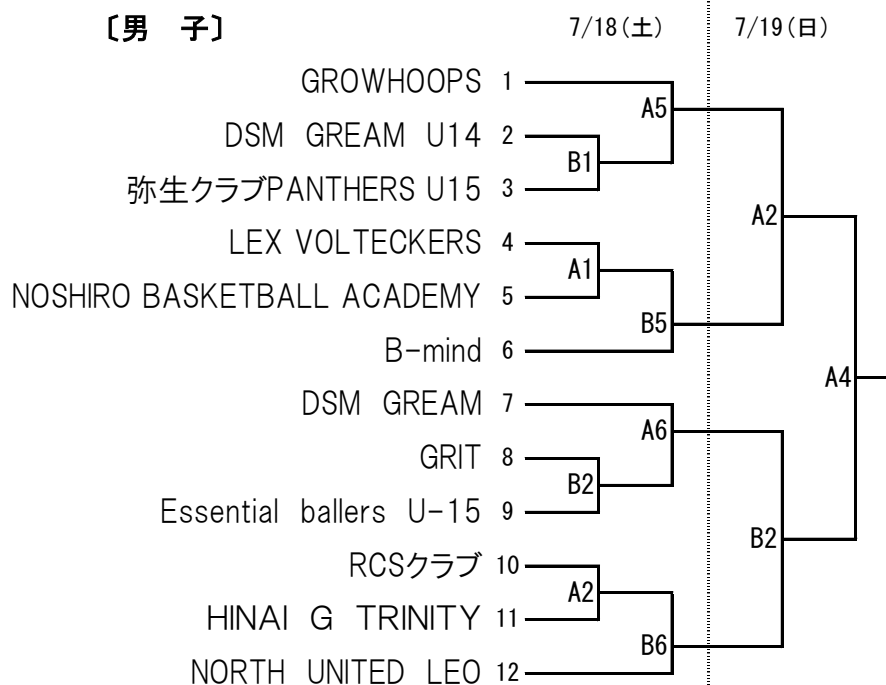 〔男　子〕 7/18(土) 7/19(日)
GROWHOOPS 1
A5
DSM GREAM U14 2
B1
弥生クラブPANTHERS U15 3
A2
LEX VOLTECKERS 4
A1
NOSHIRO BASKETBALL ACADEMY 5
B5
B-mind 6
A4
DSM GREAM 7
A6
GRIT 8
B2
Essential ballers U-15 9
B2
RCSクラブ 10
A2
HINAI G TRINITY 11
B6
NORTH UNITED LEO 12